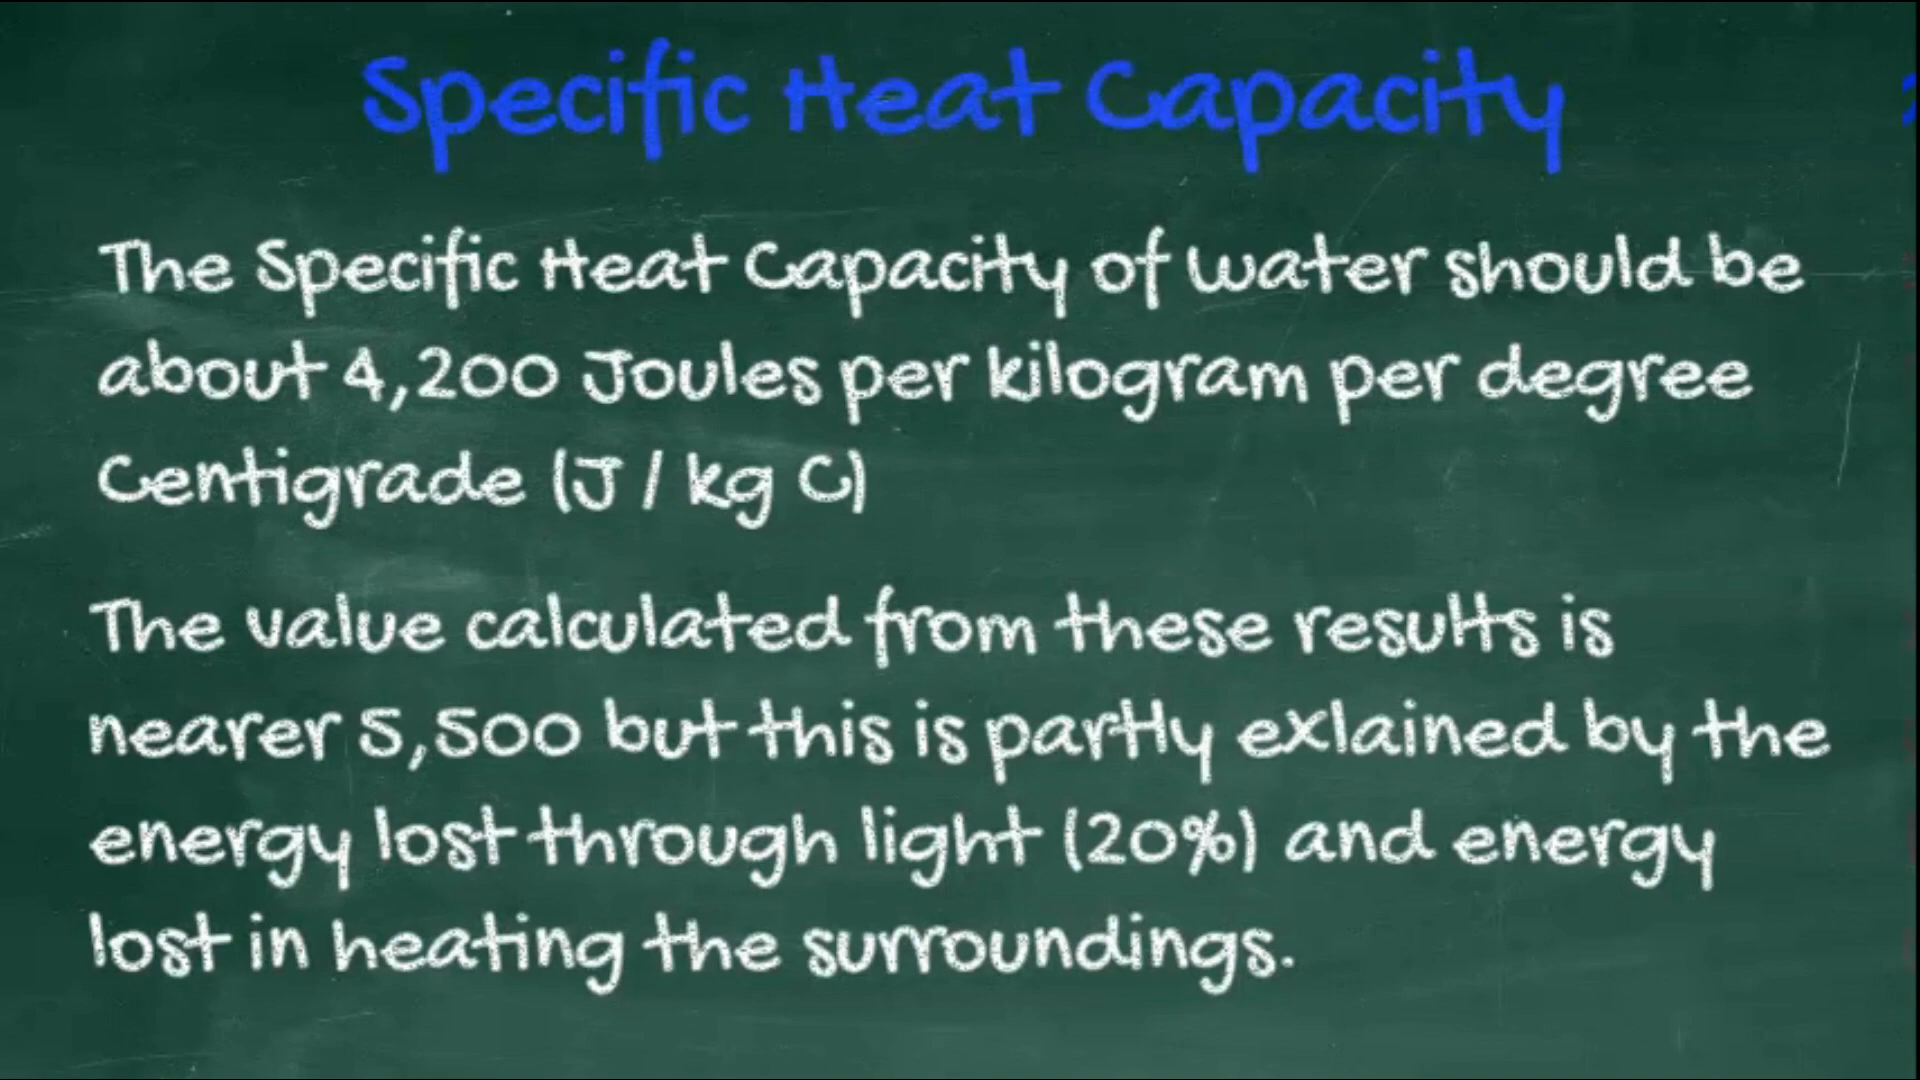 Specific Heat Capacity
The Specific Heat Capacity of water should be
about 4,200 Joules per kilogram per degree
Centigrade (J / kg C)
The value calculated from these results is
nearer 5,500 but this is partly exlained by the
energy lost through light (20%) and energy
lost in heating the surroundings.